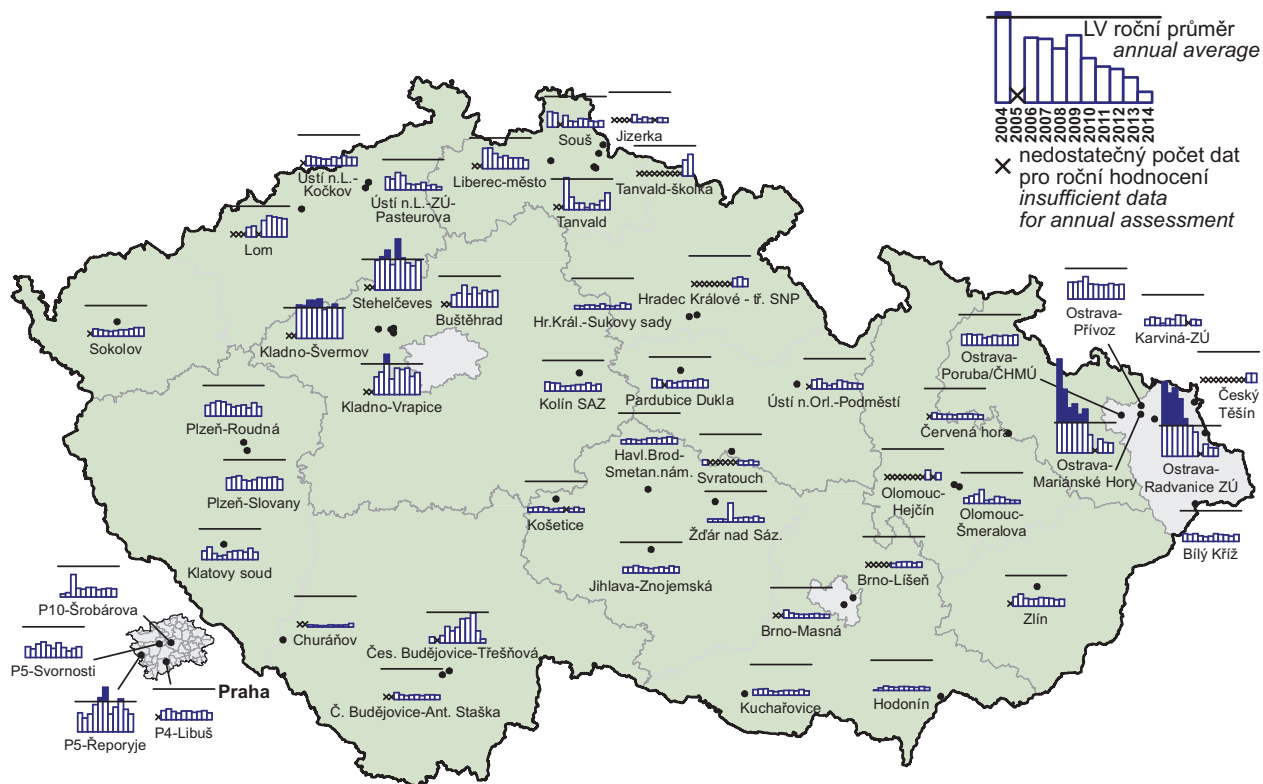 LV roční průměr
annual average
2004
2005
2006
2007
2008
2009
2010
2011
2012
2013
2014
nedostatečný počet dat
pro roční hodnocení
insufficient data
for annual assessment
Souš
Jizerka
Ústí n.L.-
Kočkov
Ústí n.L.-ZÚ-
Pasteurova
Liberec-město
Tanvald-školka
Tanvald
Lom
Stehelčeves
Buštěhrad
Hradec Králové - tř. SNP
Hr.Král.-Sukovy sady
Sokolov
Kladno-Švermov
Kladno-Vrapice
Kolín SAZ
Pardubice Dukla
Ústí n.Orl.-Podměstí
Ostrava-
Poruba/ČHMÚ
Ostrava-
Přívoz
Karviná-ZÚ
Český
Těšín
Červená hora
Ostrava-
Mariánské Hory
Ostrava-
Radvanice ZÚ
Plzeň-Roudná
Plzeň-Slovany
Havl.Brod-
Smetan.nám.
Svratouch
Olomouc-
Hejčín
Olomouc-
Šmeralova
Košetice
Žďár nad Sáz.
Bílý Kříž
Klatovy soud
Jihlava-Znojemská
Brno-Líšeň
Brno-Masná
Zlín
P10-Šrobárova
Churáňov
Čes. Budějovice-Třešňová
P5-Svornosti
Praha
Č. Budějovice-Ant. Staška
Kuchařovice
Hodonín
P5-Řeporyje
P4-Libuš